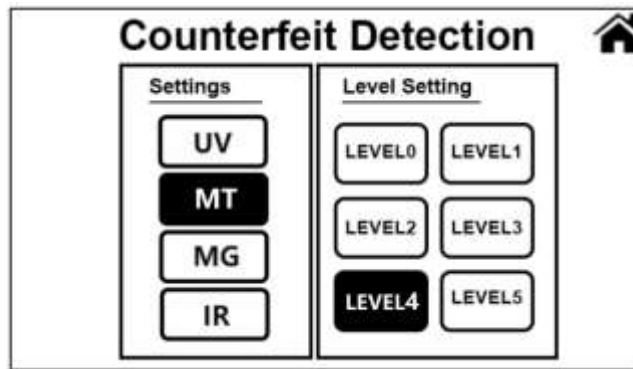 Counterfeit Detection
Settings
UV
MT
MG
IR
Level Setting
LEVEL0 LEVEL1
LEVEL2 LEVEL3
LEVEL4 LEVEL5